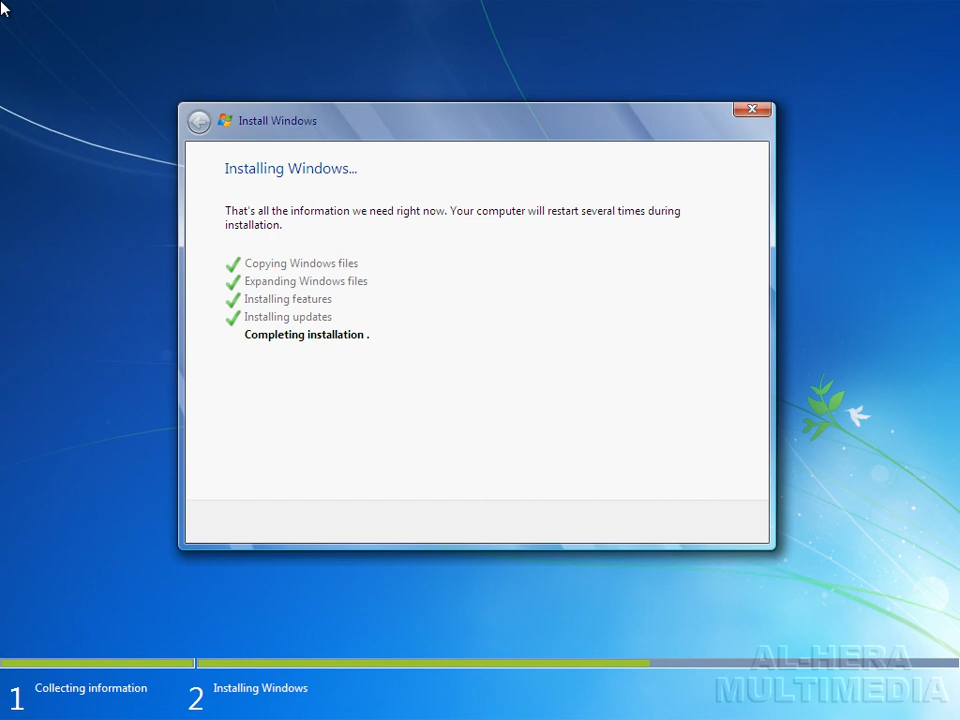 Install Windows
Installing Windows...
That's all the information we need right now. Your computer will restart several times during
installation.
Copying Windows files
Expanding Windows files
Installing features
Installing updates
Completing installation .
AL-HERA
MULTIMEDIA
1 Collecting information
2 Installing Windows